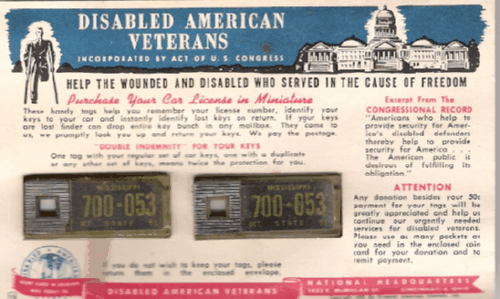 DISABLED AMERICAN
VETERANS
INCORPORATED BY ACT OF U.S. CONGRESS
HELP THE WOUNDED AND DISABLED WHO SERVED IN THE CAUSE OF FREEDOM
Purchase Your Car License in Miniature
These handy tags help you remember your license number, identify your
keys to your car and instantly identify lost key bunch on return. If your keys
are lost finder can drop entire key bunch in any mailbox. They come to
us, we promptly look you up and return your keys. We pay the postage.
"DOUBLE INDEMNITY" FOR YOUR KEYS
One tag with your regular set of car keys, one with a duplicate
or any other set of keys, means twice the protection for you.
MISSISSIPPI
700-053
STATE
MISSISSIPPI
700-053
STATE
If you do not wish to keep your tags, please
return them in the enclosed envelope.
DISABLED AMERICAN VETERANS
Excerpt From The
CONGRESSIONAL RECORD
"Americans who help to
provide security for Amer-
ica's disabled defenders
thereby help to provide
security for America . . .
The American public is
desirous of fulfilling its
obligation."
ATTENTION
Any donation besides your 50c
payment for your tags will be
greatly appreciated and help us
continue our urgently needed
services for disabled veterans.
Please use as many pockets as
you need in the enclosed coin
card for your donation and to
remit payment.
NATIONAL HEADQUARTERS
CINCINNATI 6, OHIO